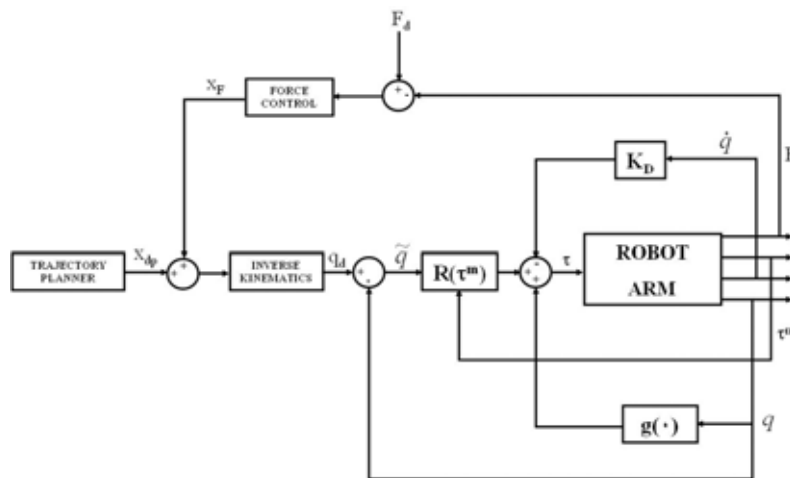 F_d
x_F
FORCE
CONTROL
+
-
K_D
q̇
F
TRAJECTORY
PLANNER
x_dp
+
+
INVERSE
KINEMATICS
q_d
+
-
q̃
R(τ^m)
-
+
+
τ
ROBOT
ARM
τ^m
g(·)
q